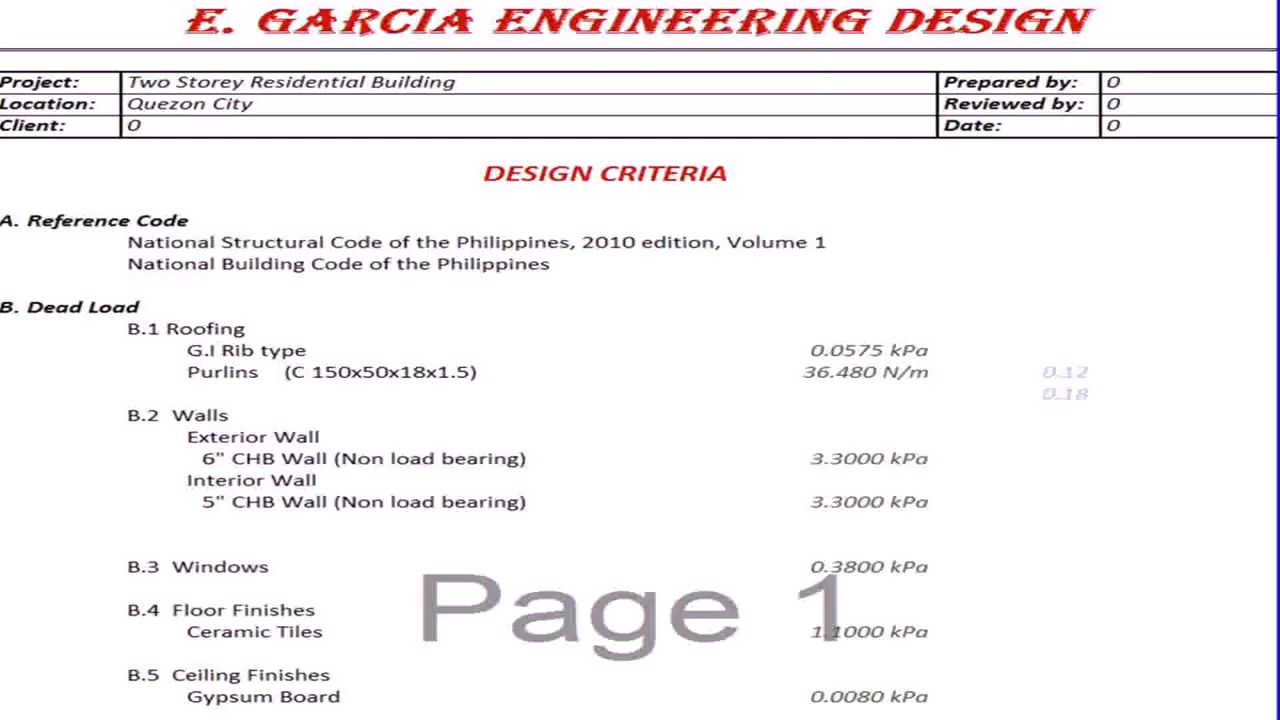 E. GARCIA ENGINEERING DESIGN
Project: Two Storey Residential Building Prepared by: 0
Location: Quezon City Reviewed by: 0
Client: 0 Date: 0
DESIGN CRITERIA
A. Reference Code
National Structural Code of the Philippines, 2010 edition, Volume 1
National Building Code of the Philippines
B. Dead Load
B.1 Roofing
G.I Rib type 0.0575 kPa
Purlins (C 150x50x18x1.5) 36.480 N/m 0.12
0.18
B.2 Walls
Exterior Wall
6" CHB Wall (Non load bearing) 3.3000 kPa
Interior Wall
5" CHB Wall (Non load bearing) 3.3000 kPa
B.3 Windows 0.3800 kPa
Page 1
B.4 Floor Finishes
Ceramic Tiles 1.1000 kPa
B.5 Ceiling Finishes
Gypsum Board 0.0080 kPa